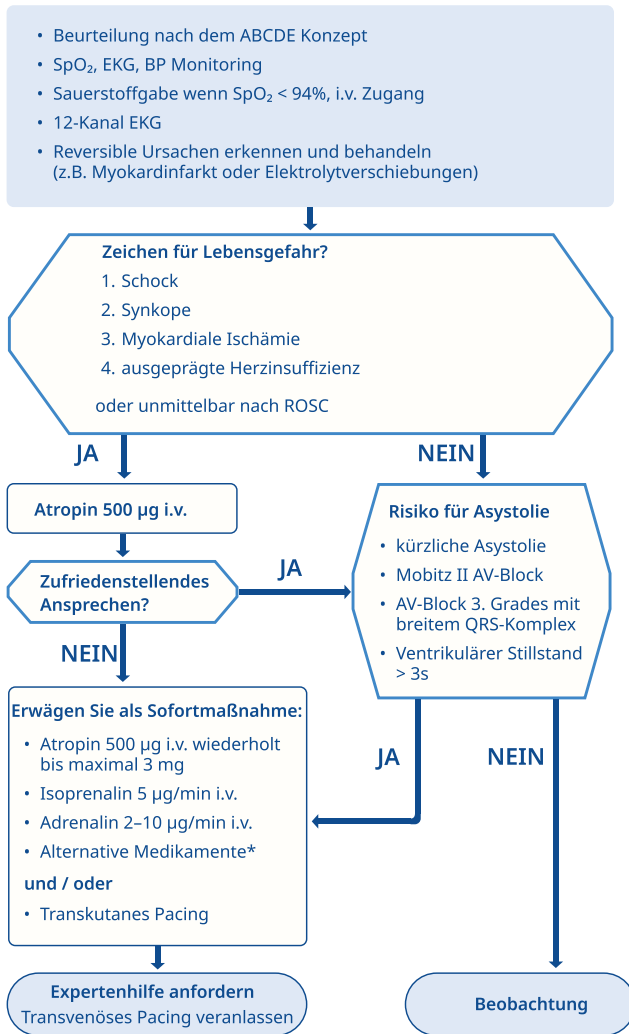 • Beurteilung nach dem ABCDE Konzept
• SpO₂, EKG, BP Monitoring
• Sauerstoffgabe wenn SpO₂ < 94%, i.v. Zugang
• 12-Kanal EKG
• Reversible Ursachen erkennen und behandeln
(z.B. Myokardinfarkt oder Elektrolytverschiebungen)
Zeichen für Lebensgefahr?
1. Schock
2. Synkope
3. Myokardiale Ischämie
4. ausgeprägte Herzinsuffizienz
oder unmittelbar nach ROSC
JA
NEIN
Atropin 500 µg i.v.
Zufriedenstellendes
Ansprechen?
JA
NEIN
Risiko für Asystolie
• kürzliche Asystolie
• Mobitz II AV-Block
• AV-Block 3. Grades mit
breitem QRS-Komplex
• Ventrikulärer Stillstand
> 3s
JA
NEIN
Erwägen Sie als Sofortmaßnahme:
• Atropin 500 µg i.v. wiederholt
bis maximal 3 mg
• Isoprenalin 5 µg/min i.v.
• Adrenalin 2–10 µg/min i.v.
• Alternative Medikamente*
und / oder
• Transkutanes Pacing
Expertenhilfe anfordern
Transvenöses Pacing veranlassen
Beobachtung